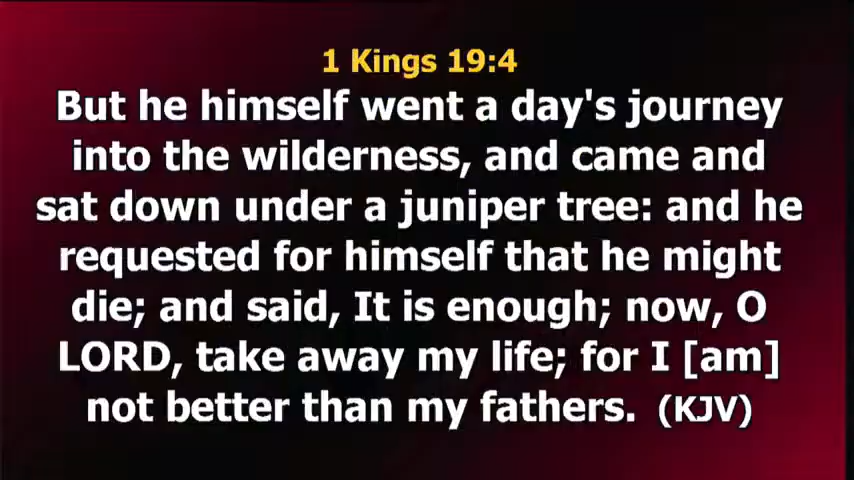 1 Kings 19:4
But he himself went a day's journey
into the wilderness, and came and
sat down under a juniper tree: and he
requested for himself that he might
die; and said, It is enough; now, O
LORD, take away my life; for I [am]
not better than my fathers. (KJV)